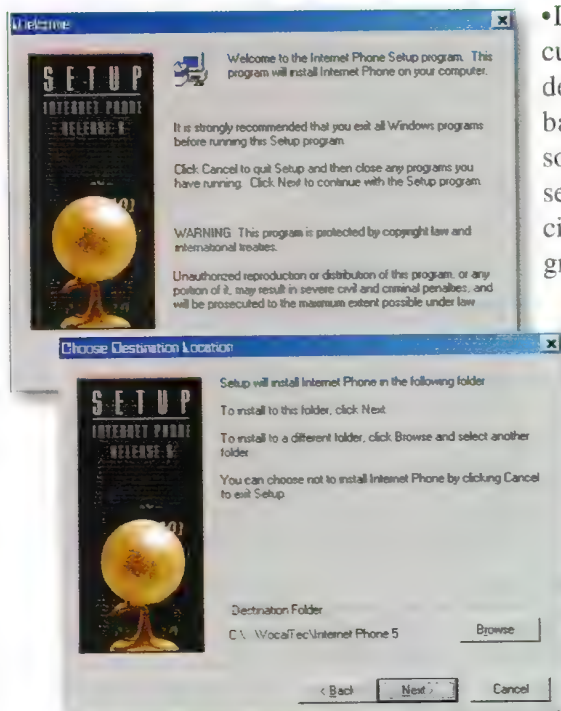 Welcome
Welcome to the Internet Phone Setup program. This
program will install Internet Phone on your computer.
It is strongly recommended that you exit all Windows programs
before running this Setup program
Click Cancel to quit Setup and then close any programs you
have running. Click Next to continue with the Setup program
WARNING: This program is protected by copyright law and
international treaties.
Unauthorized reproduction or distribution of this program, or any
portion of it, may result in severe civil and criminal penalties, and
will be prosecuted to the maximum extent possible under law
SETUP
INTERNET PHONE
RELEASE
Choose Destination Location
Setup will install Internet Phone in the following folder
To install to this folder, click Next
To install to a different folder, click Browse and select another
folder
You can choose not to install Internet Phone by clicking Cancel
to exit Setup
SETUP
INTERNET PHONE
RELEASE
Destination Folder
C:\...\VocalTec\Internet Phone 5
Browse
< Back
Next >
Cancel